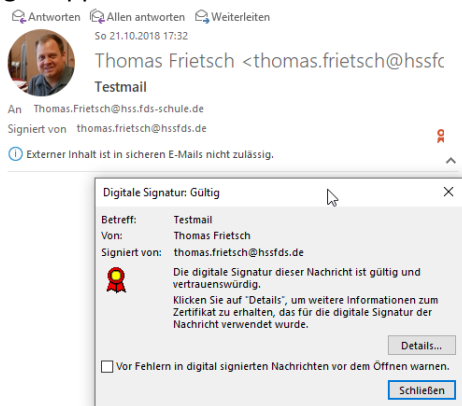 Antworten Allen antworten Weiterleiten
So 21.10.2018 17:32
Thomas Frietsch <thomas.frietsch@hssfc
Testmail
An Thomas.Frietsch@hss.fds-schule.de
Signiert von thomas.frietsch@hssfds.de
Externer Inhalt ist in sicheren E-Mails nicht zulässig.
Digitale Signatur: Gültig
Betreff: Testmail
Von: Thomas Frietsch
Signiert von: thomas.frietsch@hssfds.de
Die digitale Signatur dieser Nachricht ist gültig und
vertrauenswürdig.
Klicken Sie auf "Details", um weitere Informationen zum
Zertifikat zu erhalten, das für die digitale Signatur der
Nachricht verwendet wurde.
Details...
Vor Fehlern in digital signierten Nachrichten vor dem Öffnen warnen.
Schließen